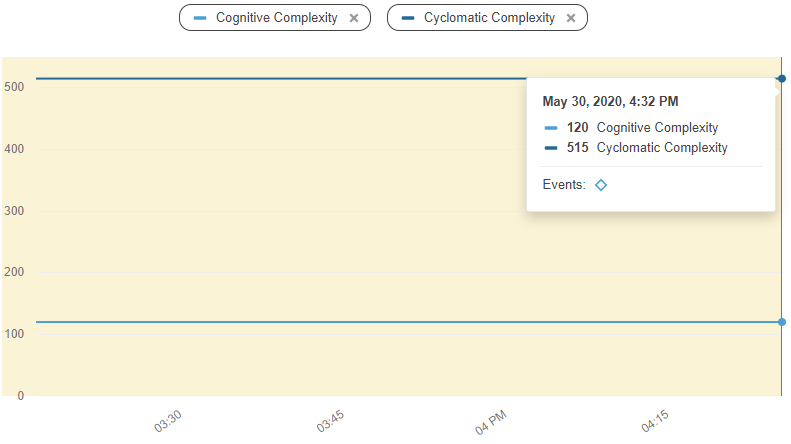 Cognitive Complexity × Cyclomatic Complexity ×
500
May 30, 2020, 4:32 PM
120 Cognitive Complexity
400
515 Cyclomatic Complexity
Events:
300
200
100
0
03:30 03:45 04 PM 04:15